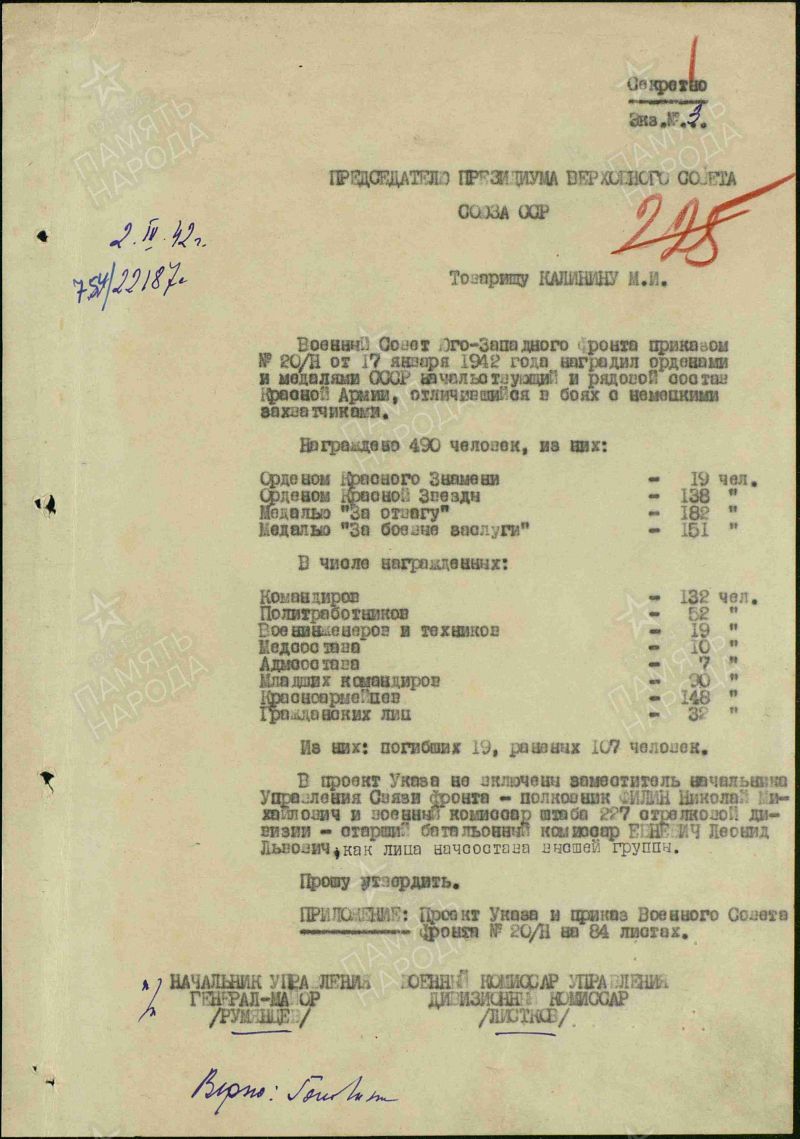 Секретно
Экз.№ 3.
ПРЕДСЕДАТЕЛЮ ПРЕЗИДИУМА ВЕРХОВНОГО СОВЕТА
СОЮЗА ССР
225
2.IV.42г.
Товарищу КАЛИНИНУ М.И.
22187с
Военный Совет Юго-Западного фронта приказом
№ 20/Н от 17 января 1942 года наградил орденами
и медалями СССР начальствующий и рядовой состав
Красной Армии, отличившийся в боях с немецкими
захватчиками.
Награждено 490 человек, из них:
Орденом Красного Знамени - 19 чел.
Орденом Красной Звезды - 138 "
Медалью "За отвагу" - 182 "
Медалью "За боевые заслуги" - 151 "
В числе награжденных:
Командиров - 132 чел.
Политработников - 52 "
Военинженеров и техников - 19 "
Медсостава - 10 "
Адмсостава - 7 "
Младших командиров - 90 "
Красноармейцев - 148 "
Гражданских лиц - 32 "
Из них: погибших 19, раненых 107 человек.
В проект Указа не включены заместитель начальника
Управления Связи фронта - полковник ФИЛИН Николай Ми-
хайлович и военный комиссар штаба 227 стрелковой ди-
визии - старший батальонный комиссар ЕВНЕВИЧ Леонид
Львович, как лица начсостава высшей группы.
Прошу утвердить.
ПРИЛОЖЕНИЕ: Проект Указа и приказ Военного Совета
фронта № 20/Н на 84 листах.
п/п НАЧАЛЬНИК УПРАВЛЕНИЯ ВОЕННЫЙ КОМИССАР УПРАВЛЕНИЯ
ГЕНЕРАЛ-МАЙОР ДИВИЗИОННЫЙ КОМИССАР
/РУМЯНЦЕВ/ /ЛИСТКОВ/
Верно:
ПАМЯТЬ НАРОДА